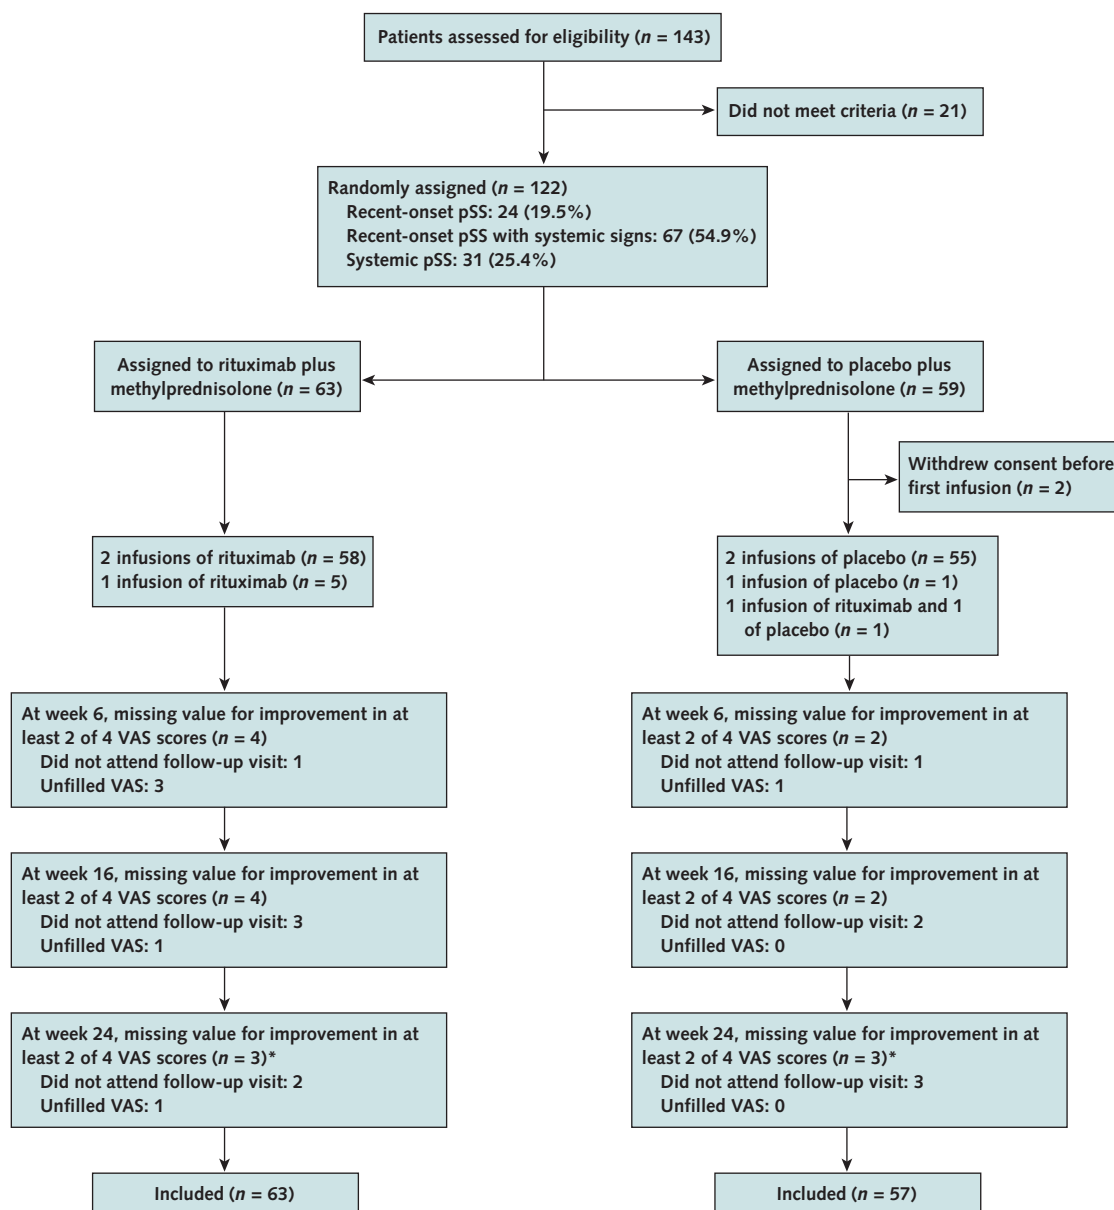 Patients assessed for eligibility (n = 143)
Did not meet criteria (n = 21)
Randomly assigned (n = 122)
Recent-onset pSS: 24 (19.5%)
Recent-onset pSS with systemic signs: 67 (54.9%)
Systemic pSS: 31 (25.4%)
Assigned to rituximab plus
methylprednisolone (n = 63)
Assigned to placebo plus
methylprednisolone (n = 59)
Withdrew consent before
first infusion (n = 2)
2 infusions of rituximab (n = 58)
1 infusion of rituximab (n = 5)
2 infusions of placebo (n = 55)
1 infusion of placebo (n = 1)
1 infusion of rituximab and 1
of placebo (n = 1)
At week 6, missing value for improvement in at
least 2 of 4 VAS scores (n = 4)
Did not attend follow-up visit: 1
Unfilled VAS: 3
At week 6, missing value for improvement in at
least 2 of 4 VAS scores (n = 2)
Did not attend follow-up visit: 1
Unfilled VAS: 1
At week 16, missing value for improvement in at
least 2 of 4 VAS scores (n = 4)
Did not attend follow-up visit: 3
Unfilled VAS: 1
At week 16, missing value for improvement in at
least 2 of 4 VAS scores (n = 2)
Did not attend follow-up visit: 2
Unfilled VAS: 0
At week 24, missing value for improvement in at
least 2 of 4 VAS scores (n = 3)*
Did not attend follow-up visit: 2
Unfilled VAS: 1
At week 24, missing value for improvement in at
least 2 of 4 VAS scores (n = 3)*
Did not attend follow-up visit: 3
Unfilled VAS: 0
Included (n = 63)
Included (n = 57)